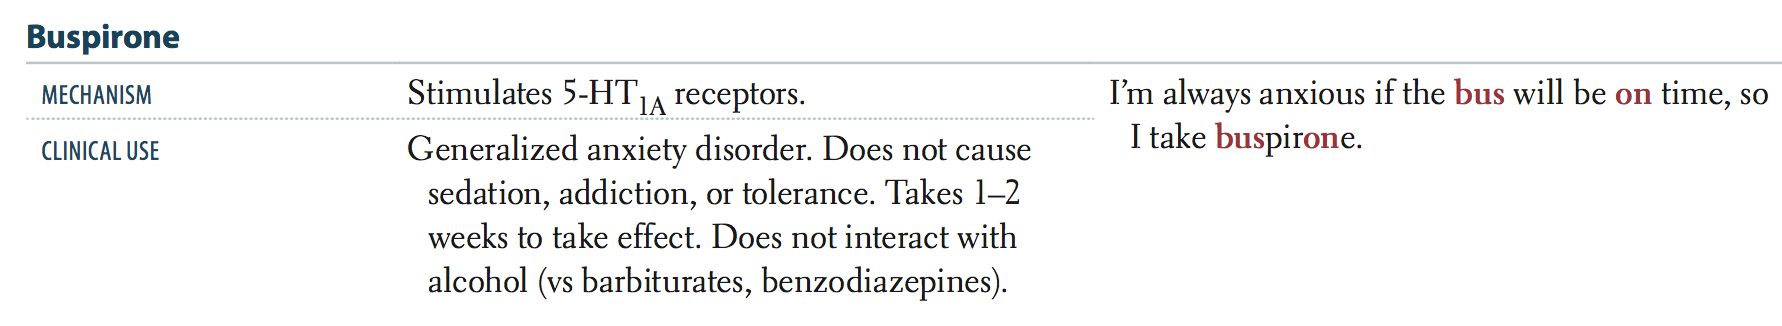 Buspirone
MECHANISM
Stimulates 5-HT1A receptors.
I’m always anxious if the bus will be on time, so
I take buspirone.
CLINICAL USE
Generalized anxiety disorder. Does not cause
sedation, addiction, or tolerance. Takes 1–2
weeks to take effect. Does not interact with
alcohol (vs barbiturates, benzodiazepines).